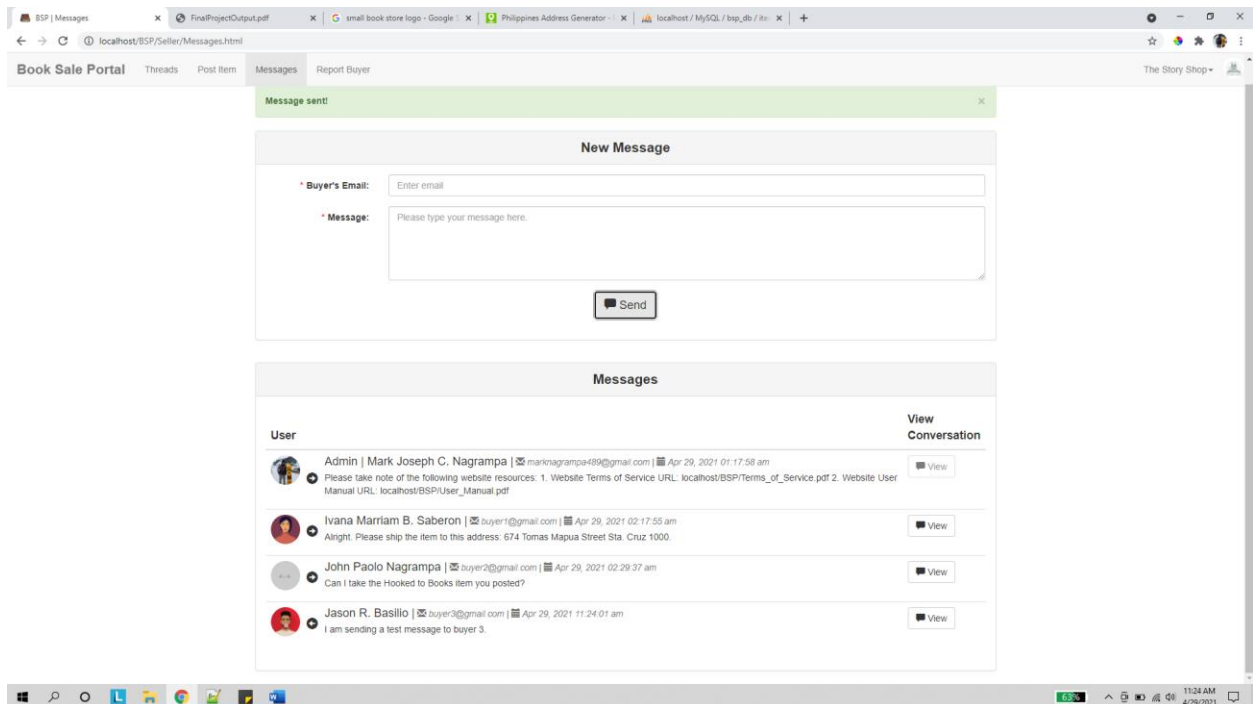 BSP | Messages
FinalProjectOutput.pdf
small book store logo - Google S
Philippines Address Generator -
localhost / MySQL / bsp_db / ite
localhost/BSP/Seller/Messages.html
Book Sale Portal Threads Post Item Messages Report Buyer The Story Shop
Message sent!
New Message
* Buyer's Email: Enter email
* Message: Please type your message here.
Send
Messages
User View Conversation
Admin | Mark Joseph C. Nagrampa | marknagrampa489@gmail.com | Apr 29, 2021 01:17:58 am
Please take note of the following website resources: 1. Website Terms of Service URL: localhost/BSP/Terms_of_Service.pdf 2. Website User
Manual URL: localhost/BSP/User_Manual.pdf
View
Ivana Marriam B. Saberon | buyer1@gmail.com | Apr 29, 2021 02:17:55 am
Alright. Please ship the item to this address: 674 Tomas Mapua Street Sta. Cruz 1000.
View
John Paolo Nagrampa | buyer2@gmail.com | Apr 29, 2021 02:29:37 am
Can I take the Hooked to Books item you posted?
View
Jason R. Basilio | buyer3@gmail.com | Apr 29, 2021 11:24:01 am
I am sending a test message to buyer 3.
View
63%
11:24 AM
4/29/2021